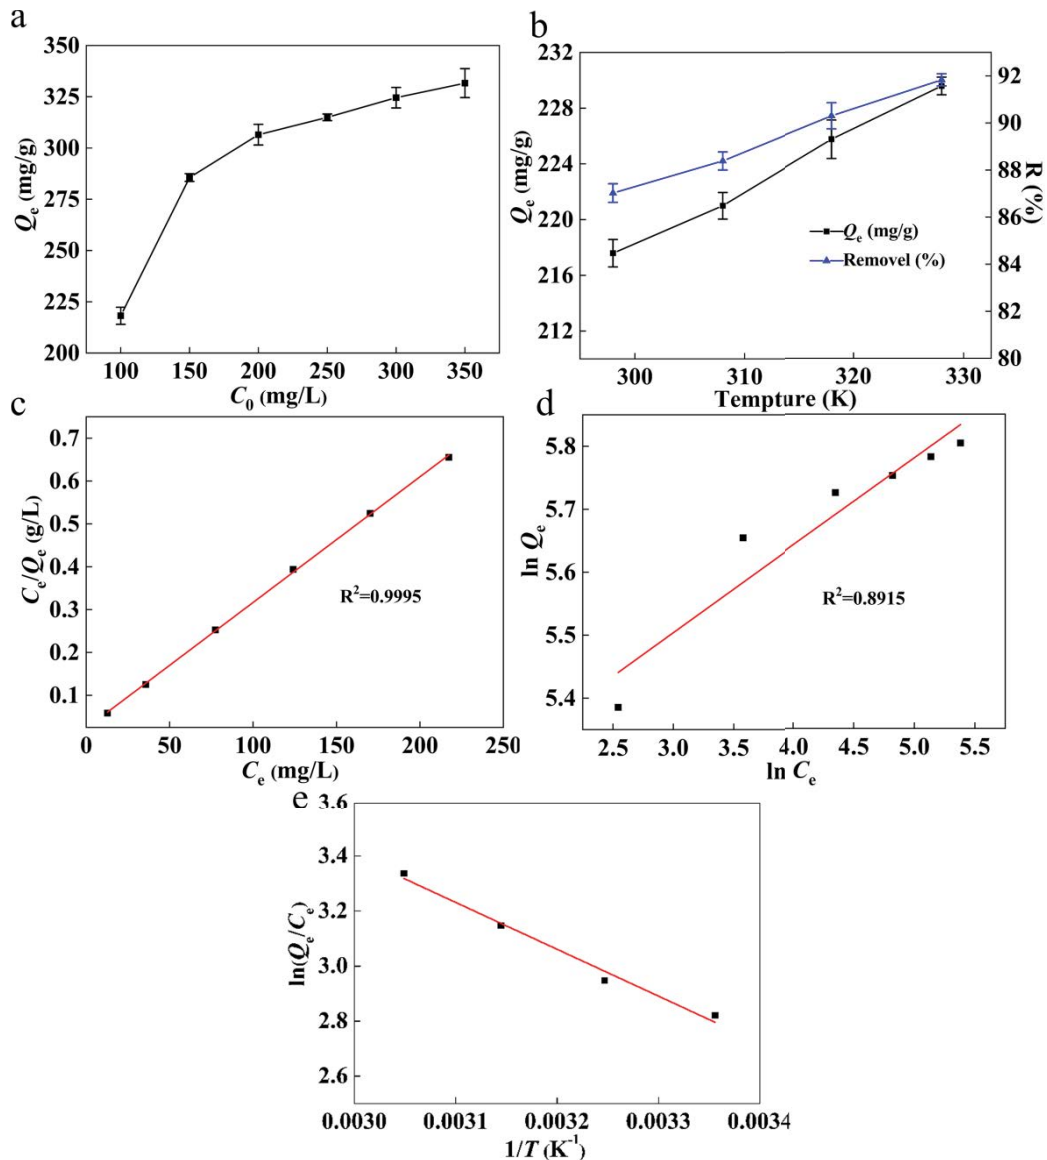 a
350
325
300
275
250
225
200
Qe (mg/g)
100 150 200 250 300 350
C0 (mg/L)
b
232
228
224
220
216
212
Qe (mg/g)
92
90
88
86
84
82
80
R (%)
Qe (mg/g)
Removel (%)
300 310 320 330
Tempture (K)
c
0.7
0.6
0.5
0.4
0.3
0.2
0.1
Ce/Qe (g/L)
R²=0.9995
0 50 100 150 200 250
Ce (mg/L)
d
5.8
5.7
5.6
5.5
5.4
ln Qe
R²=0.8915
2.5 3.0 3.5 4.0 4.5 5.0 5.5
ln Ce
e
3.6
3.4
3.2
3.0
2.8
2.6
ln(Qe/Ce)
0.0030 0.0031 0.0032 0.0033 0.0034
1/T (K⁻¹)